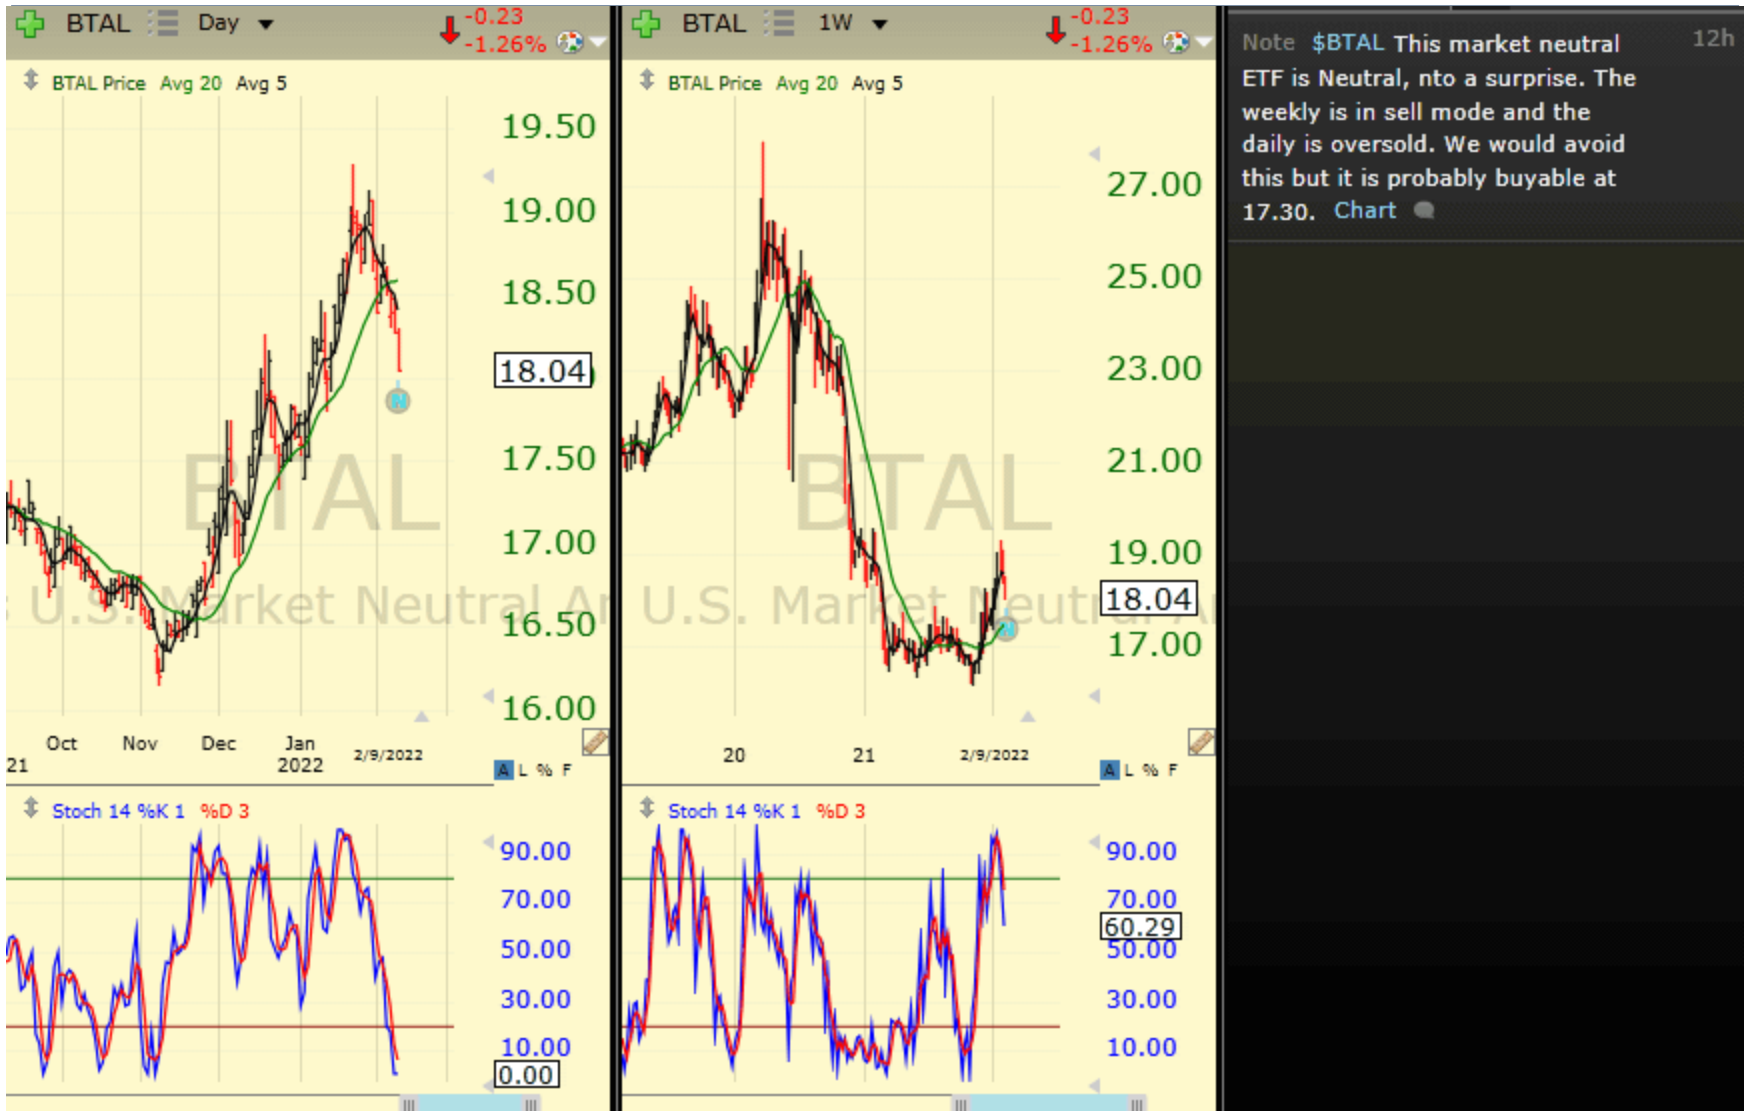 BTAL Day
-0.23
-1.26%
BTAL Price Avg 20 Avg 5
19.50
19.00
18.50
18.04
17.50
17.00
16.50
16.00
BTAL
U.S. Market Neutral An
Oct Nov Dec Jan 2/9/2022
21 2022
A L % F
Stoch 14 %K 1 %D 3
90.00
70.00
50.00
30.00
10.00
0.00
BTAL 1W
-0.23
-1.26%
BTAL Price Avg 20 Avg 5
27.00
25.00
23.00
21.00
19.00
18.04
17.00
BTAL
U.S. Market Neutral
20 21 2/9/2022
A L % F
Stoch 14 %K 1 %D 3
90.00
70.00
60.29
50.00
30.00
10.00
Note $BTAL This market neutral 12h
ETF is Neutral, nto a surprise. The
weekly is in sell mode and the
daily is oversold. We would avoid
this but it is probably buyable at
17.30. Chart
N
N